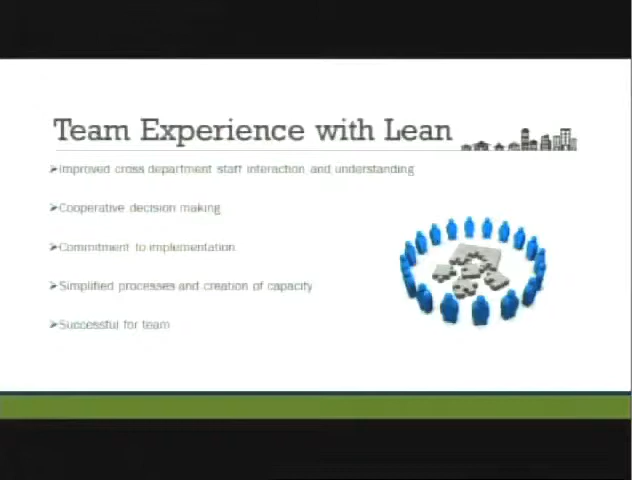 Team Experience with Lean
➢Improved cross department staff interaction and understanding
➢Cooperative decision making
➢Commitment to implementation
➢Simplified processes and creation of capacity
➢Successful for team